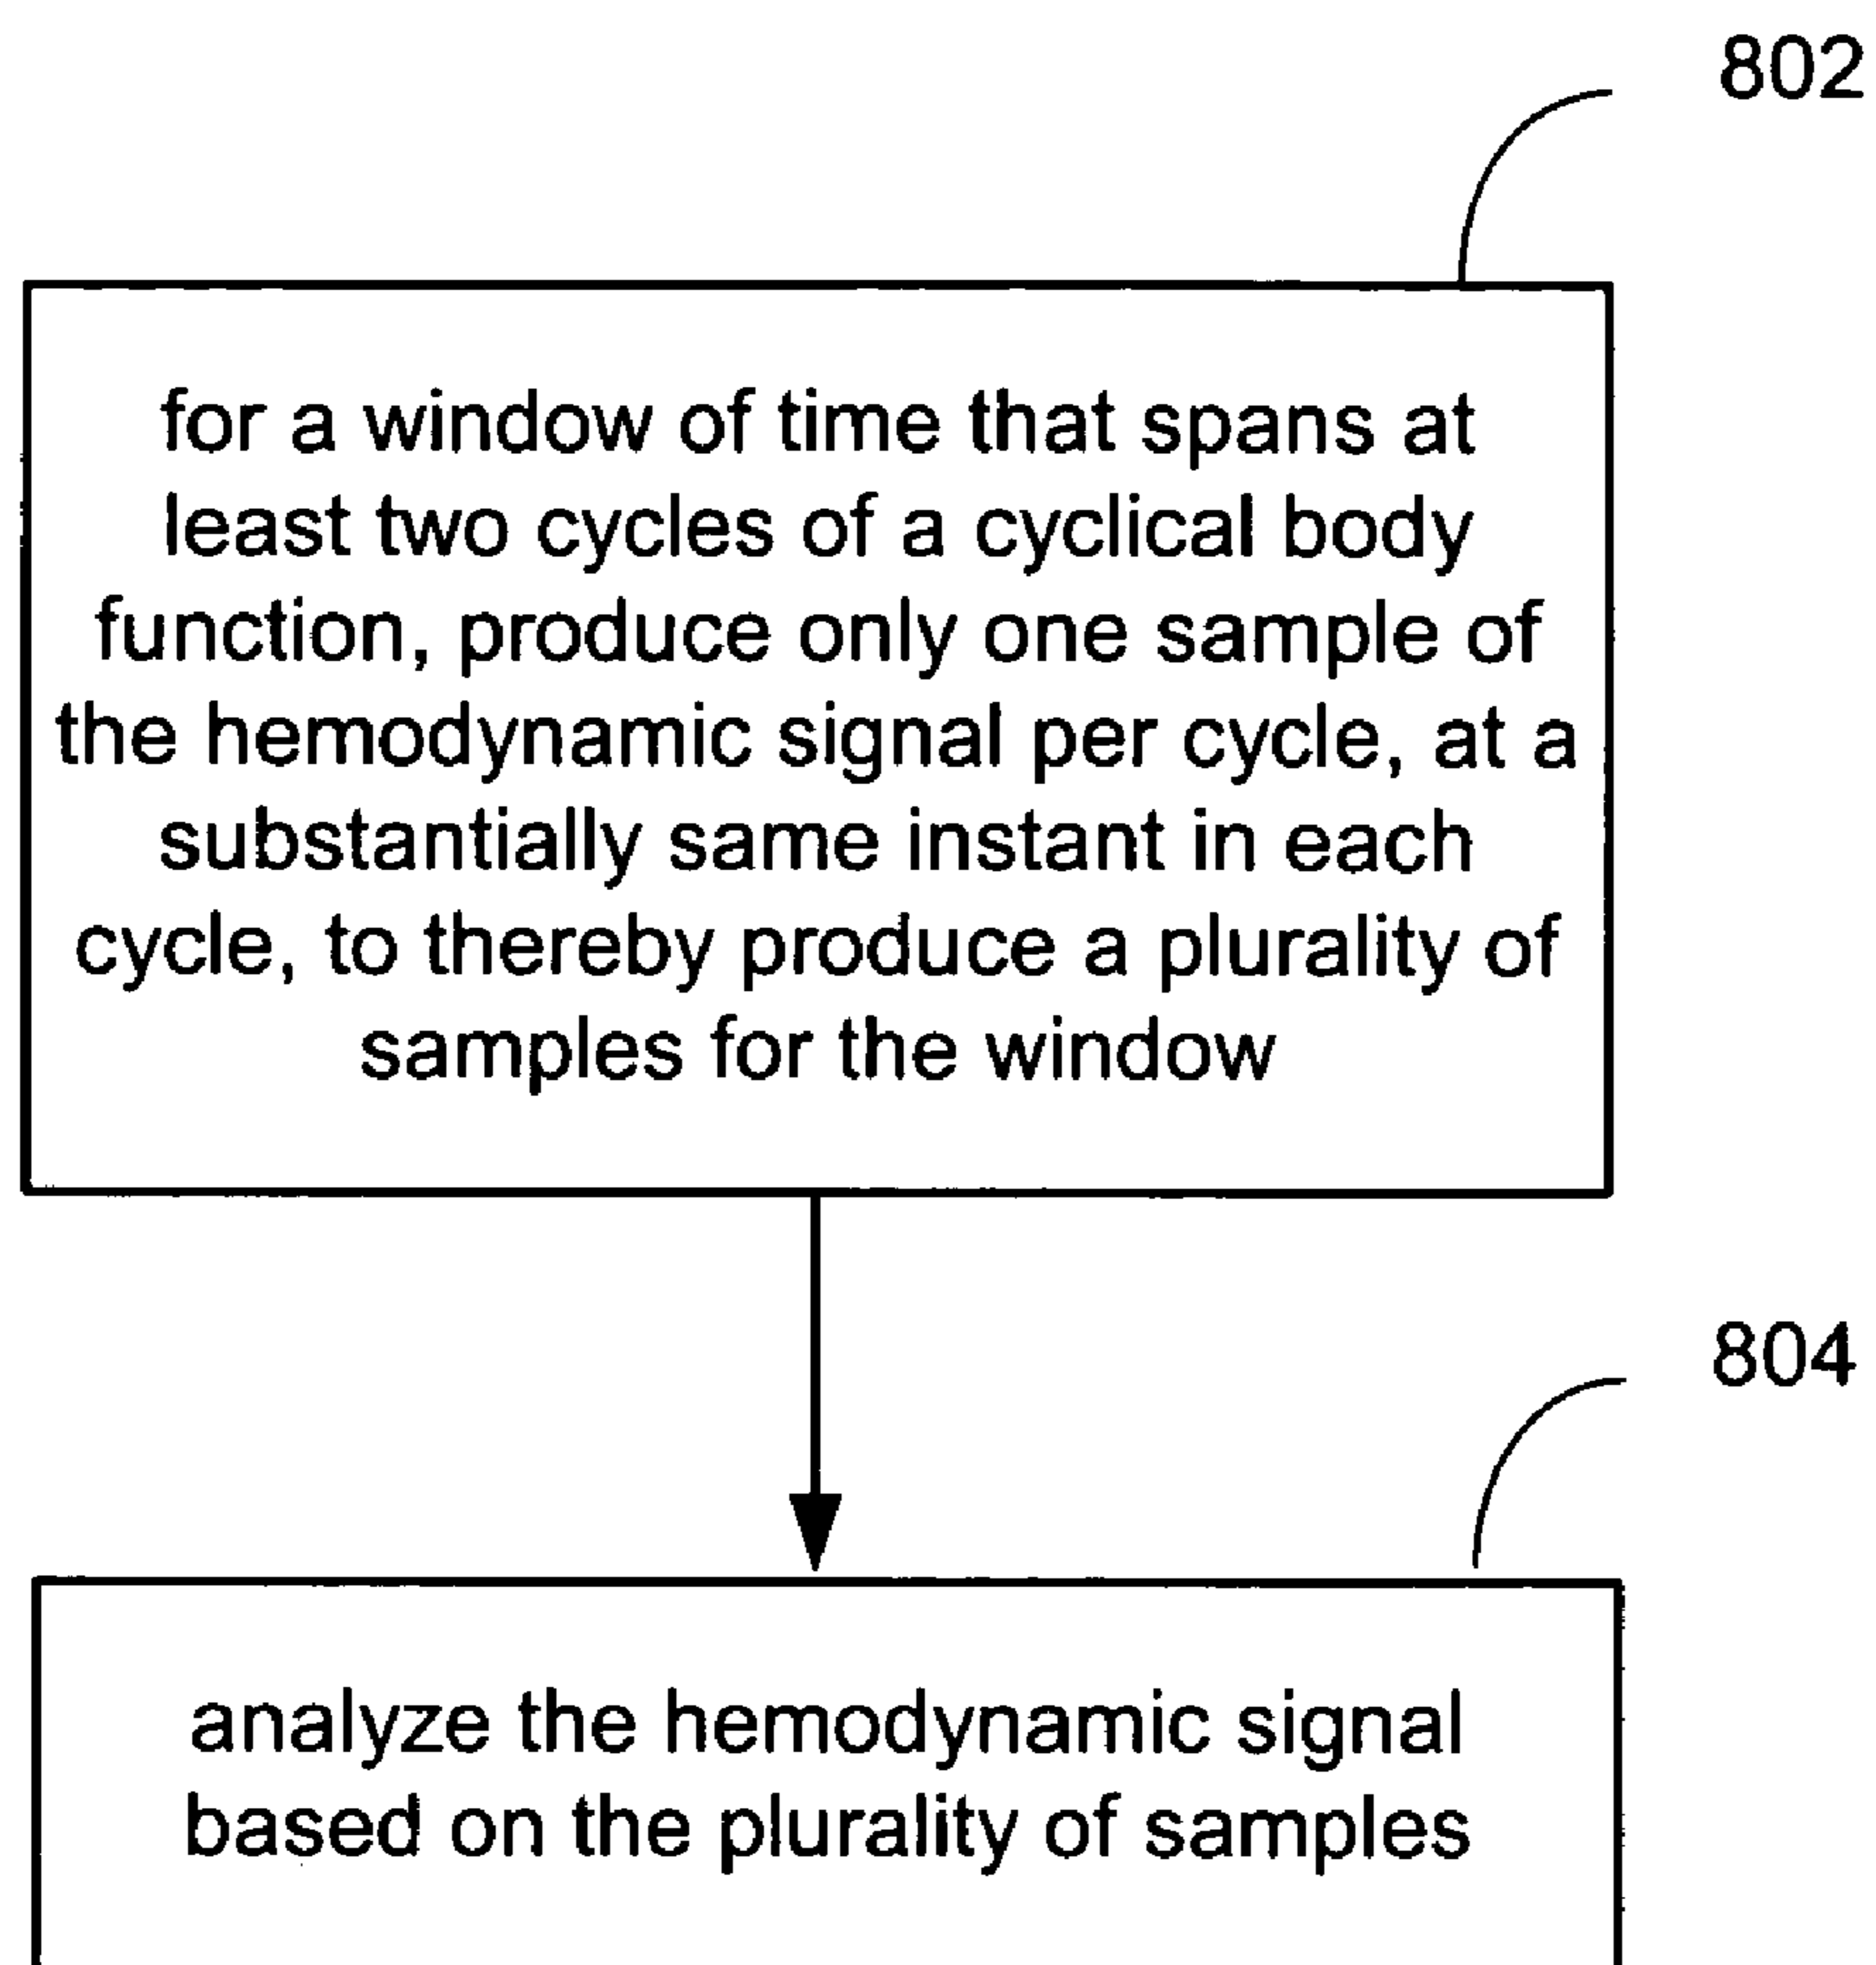 802
for a window of time that spans at
least two cycles of a cyclical body
function, produce only one sample of
the hemodynamic signal per cycle, at a
substantially same instant in each
cycle, to thereby produce a plurality of
samples for the window
804
analyze the hemodynamic signal
based on the plurality of samples